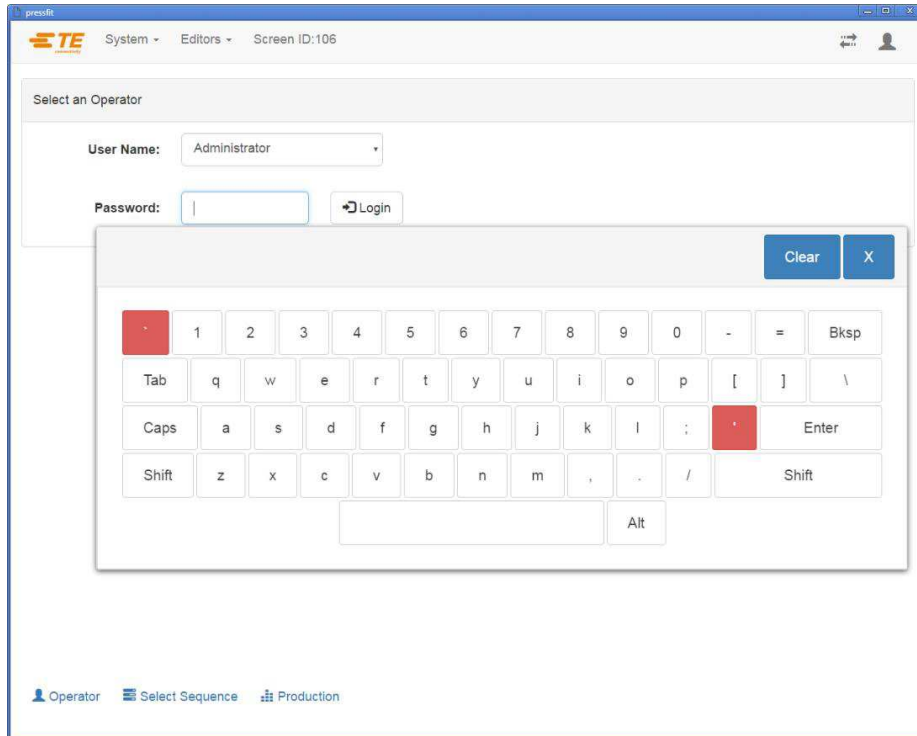 pressfit
TE
connectivity
System
Editors
Screen ID:106
Select an Operator
User Name: Administrator
Password: Login
Clear X
` 1 2 3 4 5 6 7 8 9 0 - = Bksp
Tab q w e r t y u i o p [ ] \
Caps a s d f g h j k l ; ' Enter
Shift z x c v b n m , . / Shift
Alt
Operator Select Sequence Production